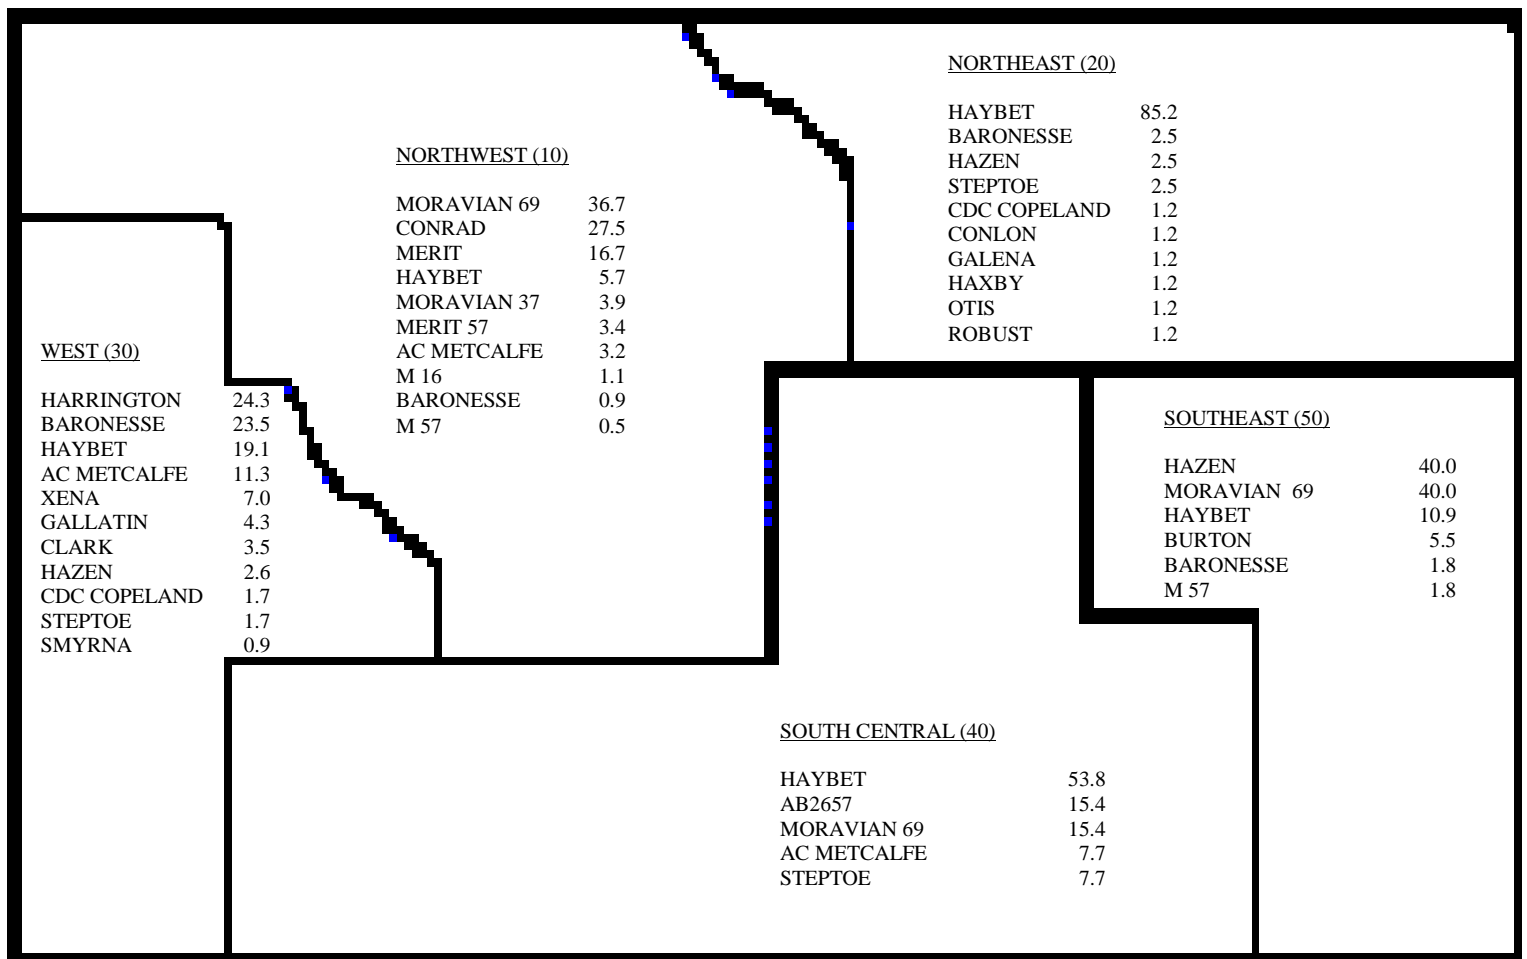 NORTHEAST (20)
HAYBET 85.2
BARONESSE 2.5
HAZEN 2.5
STEPTOE 2.5
CDC COPELAND 1.2
CONLON 1.2
GALENA 1.2
HAXBY 1.2
OTIS 1.2
ROBUST 1.2
NORTHWEST (10)
MORAVIAN 69 36.7
CONRAD 27.5
MERIT 16.7
HAYBET 5.7
MORAVIAN 37 3.9
MERIT 57 3.4
AC METCALFE 3.2
M 16 1.1
BARONESSE 0.9
M 57 0.5
WEST (30)
HARRINGTON 24.3
BARONESSE 23.5
HAYBET 19.1
AC METCALFE 11.3
XENA 7.0
GALLATIN 4.3
CLARK 3.5
HAZEN 2.6
CDC COPELAND 1.7
STEPTOE 1.7
SMYRNA 0.9
SOUTHEAST (50)
HAZEN 40.0
MORAVIAN 69 40.0
HAYBET 10.9
BURTON 5.5
BARONESSE 1.8
M 57 1.8
SOUTH CENTRAL (40)
HAYBET 53.8
AB2657 15.4
MORAVIAN 69 15.4
AC METCALFE 7.7
STEPTOE 7.7